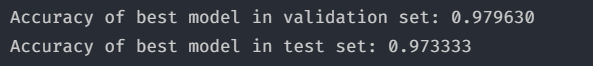 Accuracy of best model in validation set: 0.979630
Accuracy of best model in test set: 0.973333